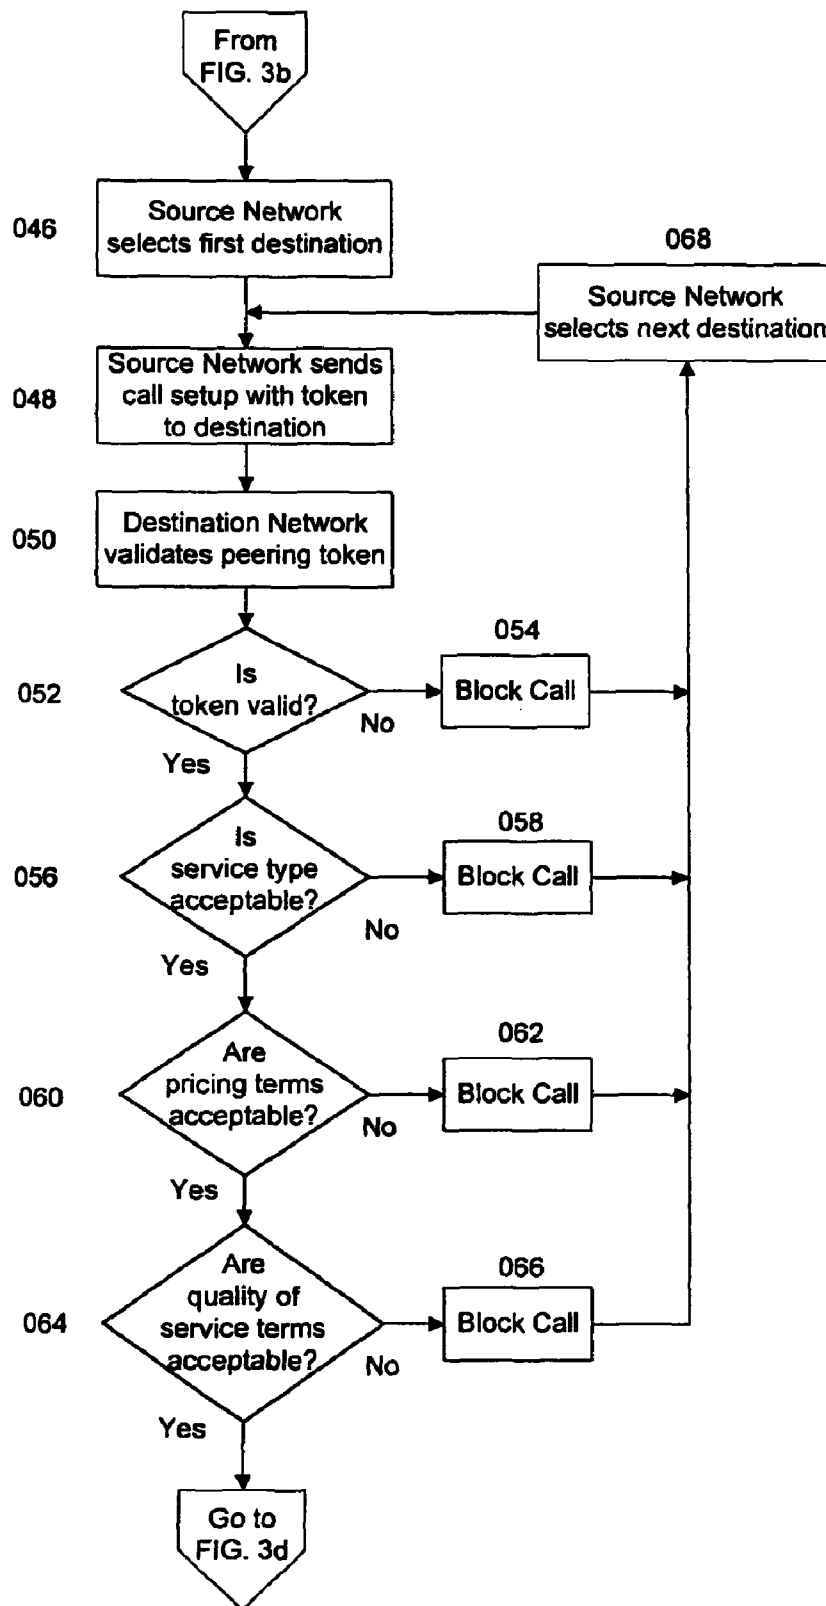 From
FIG. 3b
046
Source Network
selects first destination
068
Source Network
selects next destination
048
Source Network sends
call setup with token
to destination
050
Destination Network
validates peering token
052
Is
token valid?
No
Yes
054
Block Call
056
Is
service type
acceptable?
No
Yes
058
Block Call
060
Are
pricing terms
acceptable?
No
Yes
062
Block Call
064
Are
quality of
service terms
acceptable?
No
Yes
066
Block Call
Go to
FIG. 3d